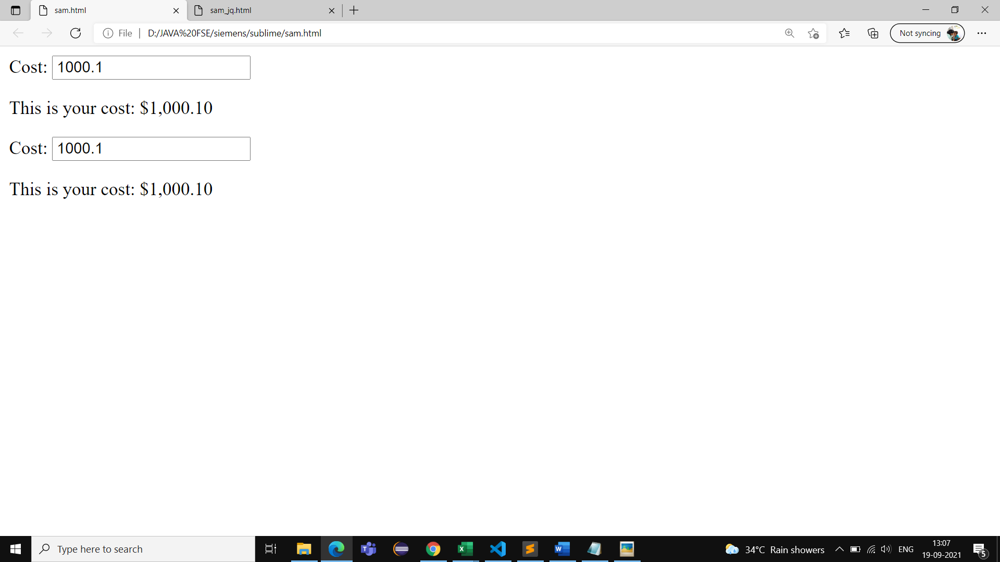 sam.html
sam_jq.html
File
D:/JAVA%20FSE/siemens/sublime/sam.html
Not syncing
Cost: 1000.1
This is your cost: $1,000.10
Cost: 1000.1
This is your cost: $1,000.10
Type here to search
34°C Rain showers
ENG
13:07
19-09-2021
5